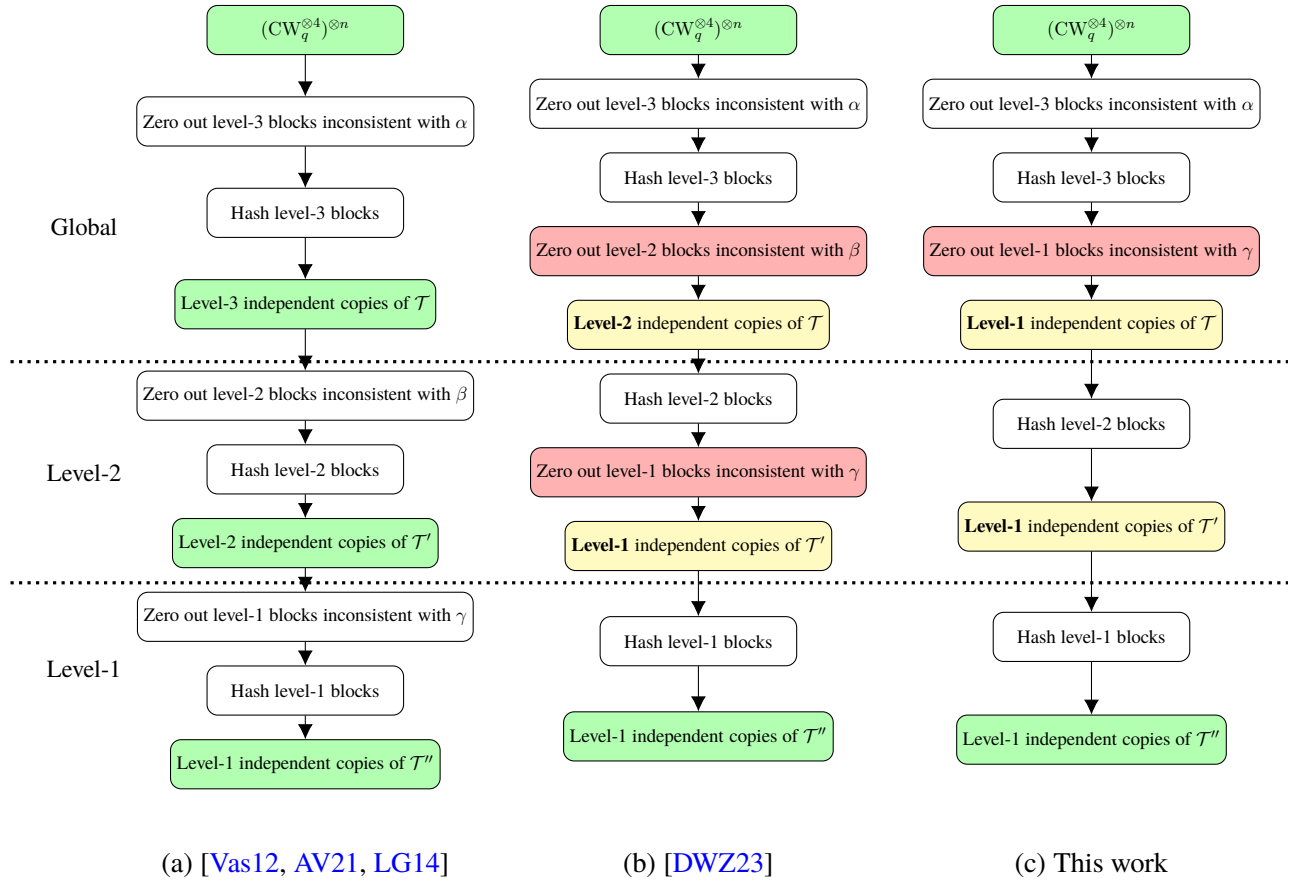 (CW_q^{⊗4})^{⊗n}
Zero out level-3 blocks inconsistent with α
Hash level-3 blocks
Level-3 independent copies of 𝒯
Zero out level-2 blocks inconsistent with β
Hash level-2 blocks
Level-2 independent copies of 𝒯′
Zero out level-1 blocks inconsistent with γ
Hash level-1 blocks
Level-1 independent copies of 𝒯″
(a) [Vas12, AV21, LG14]
(CW_q^{⊗4})^{⊗n}
Zero out level-3 blocks inconsistent with α
Hash level-3 blocks
Zero out level-2 blocks inconsistent with β
Level-2 independent copies of 𝒯
Hash level-2 blocks
Zero out level-1 blocks inconsistent with γ
Level-1 independent copies of 𝒯′
Hash level-1 blocks
Level-1 independent copies of 𝒯″
(b) [DWZ23]
(CW_q^{⊗4})^{⊗n}
Zero out level-3 blocks inconsistent with α
Hash level-3 blocks
Zero out level-1 blocks inconsistent with γ
Level-1 independent copies of 𝒯
Hash level-2 blocks
Level-1 independent copies of 𝒯′
Hash level-1 blocks
Level-1 independent copies of 𝒯″
(c) This work
Global
Level-2
Level-1